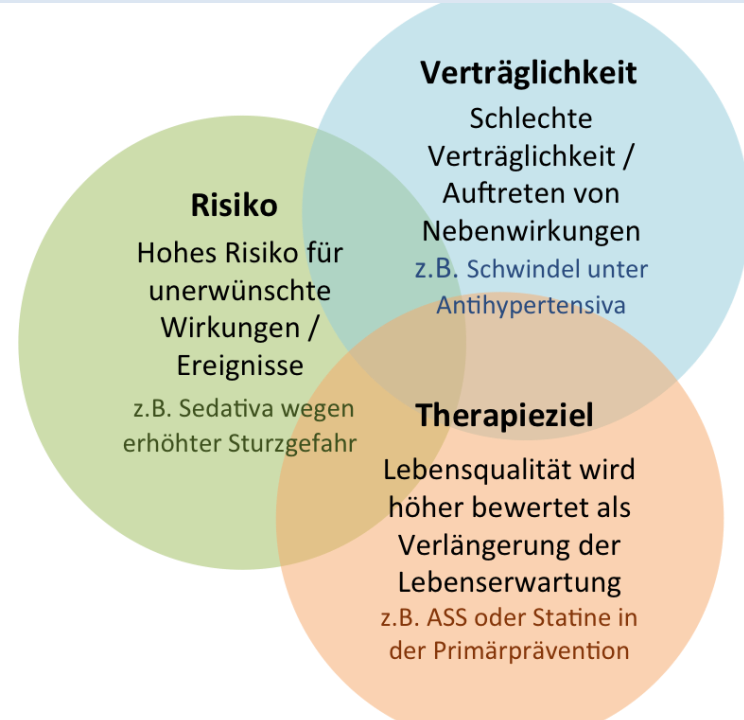 Verträglichkeit
Schlechte
Verträglichkeit /
Auftreten von
Nebenwirkungen
z.B. Schwindel unter
Antihypertensiva
Risiko
Hohes Risiko für
unerwünschte
Wirkungen /
Ereignisse
z.B. Sedativa wegen
erhöhter Sturzgefahr
Therapieziel
Lebensqualität wird
höher bewertet als
Verlängerung der
Lebenserwartung
z.B. ASS oder Statine in
der Primärprävention